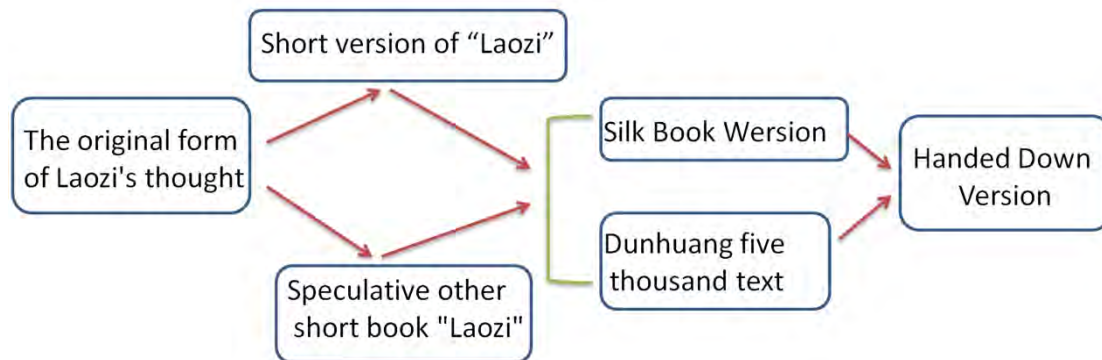 Short version of “Laozi”
The original form
of Laozi's thought
Speculative other
short book "Laozi"
Silk Book Wersion
Dunhuang five
thousand text
Handed Down
Version